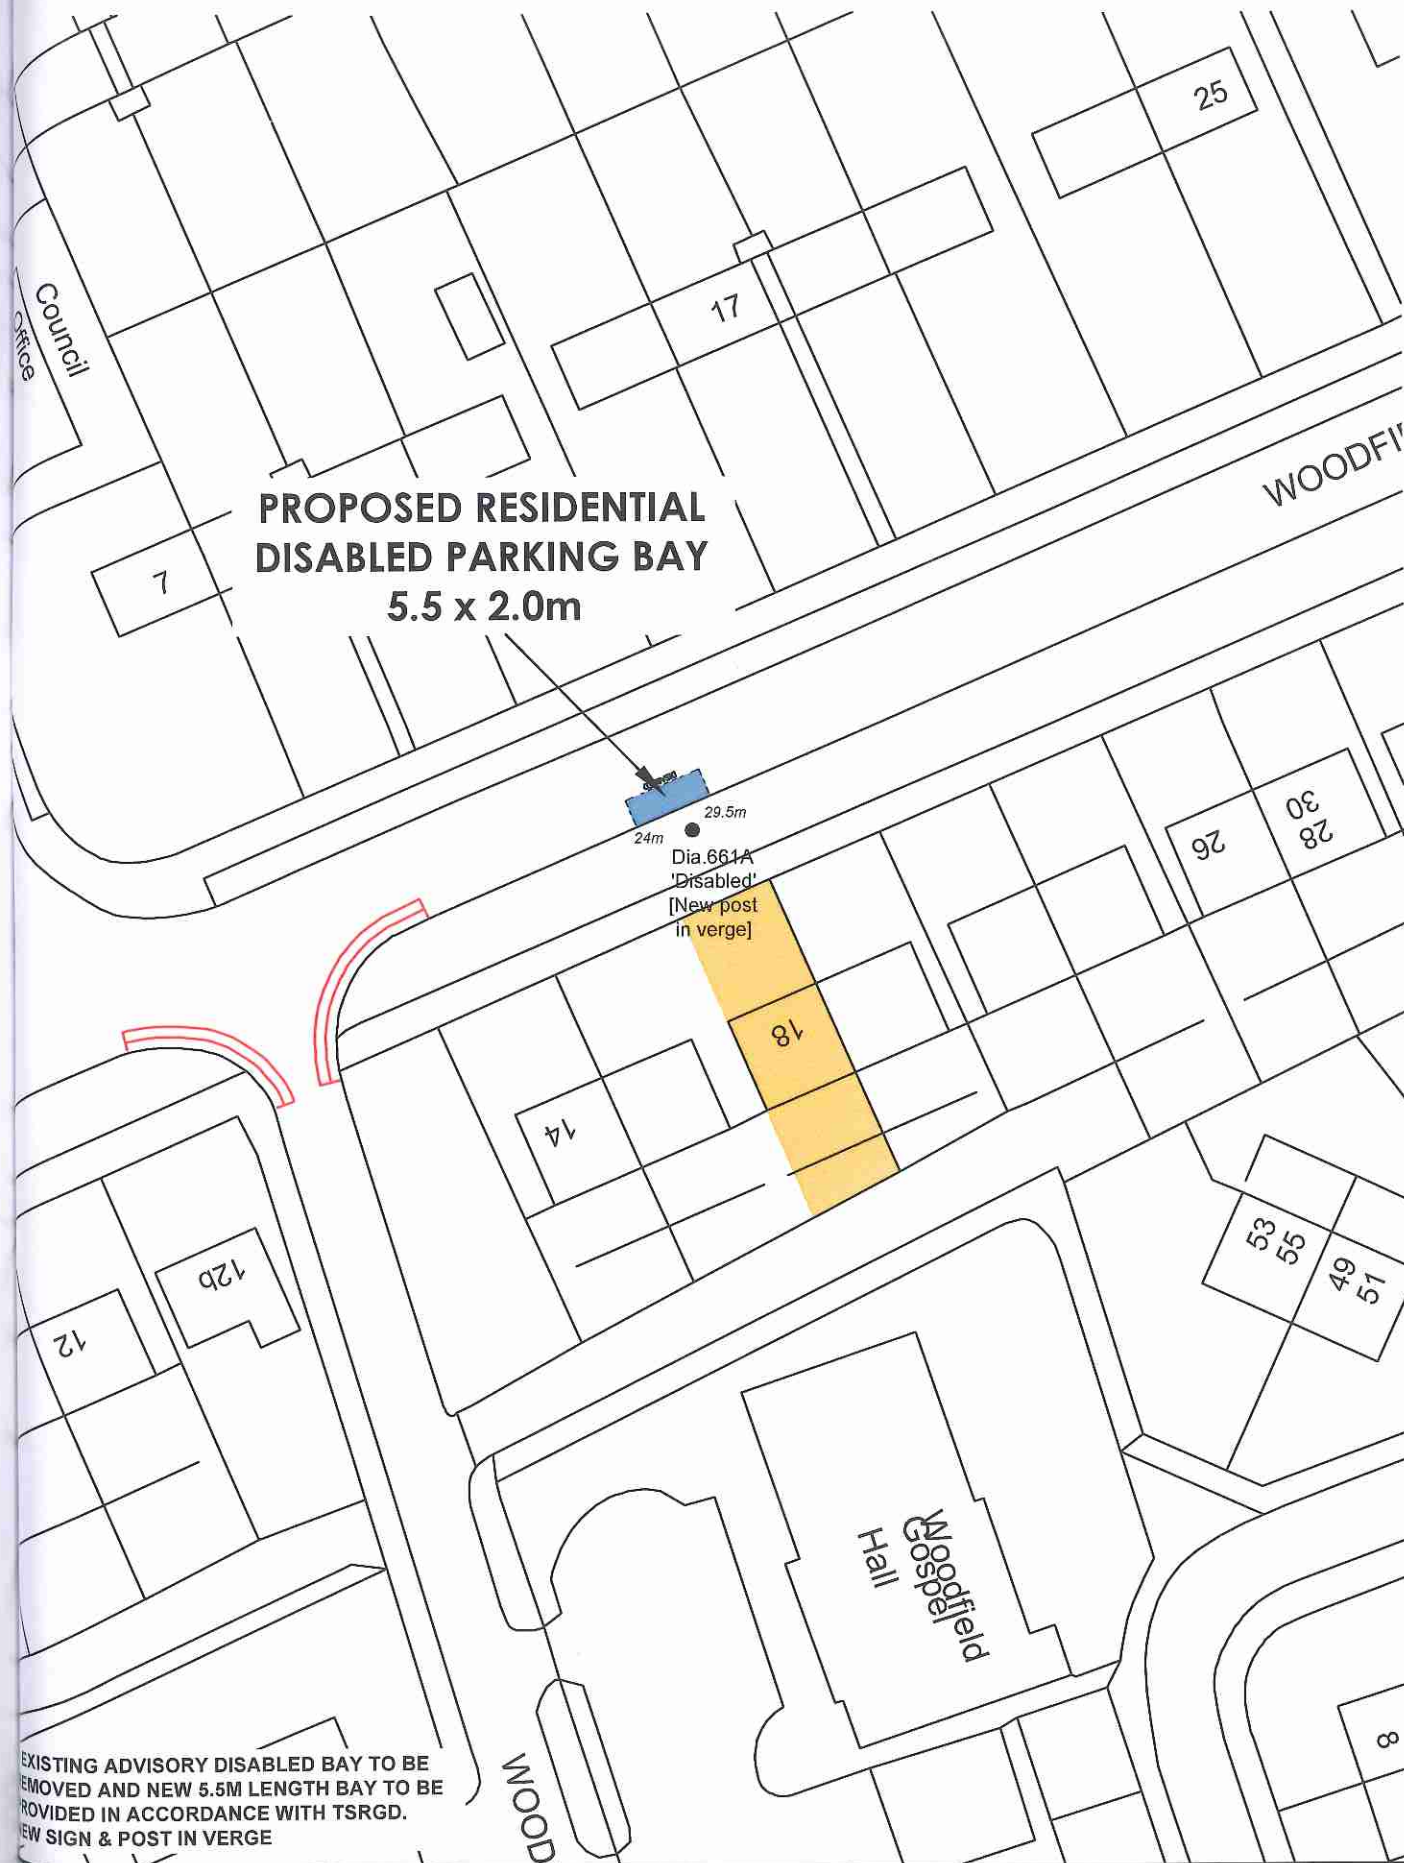 25
17
Council
Office
WOODFI
PROPOSED RESIDENTIAL
DISABLED PARKING BAY
5.5 x 2.0m
7
29.5m
24m
Dia.661A
'Disabled'
[New post
in verge]
30
28
26
18
14
12b
12
53
55
49
51
Woodfield
Gospel
Hall
8
WOOD
EXISTING ADVISORY DISABLED BAY TO BE
EMOVED AND NEW 5.5M LENGTH BAY TO BE
ROVIDED IN ACCORDANCE WITH TSRGD.
EW SIGN & POST IN VERGE